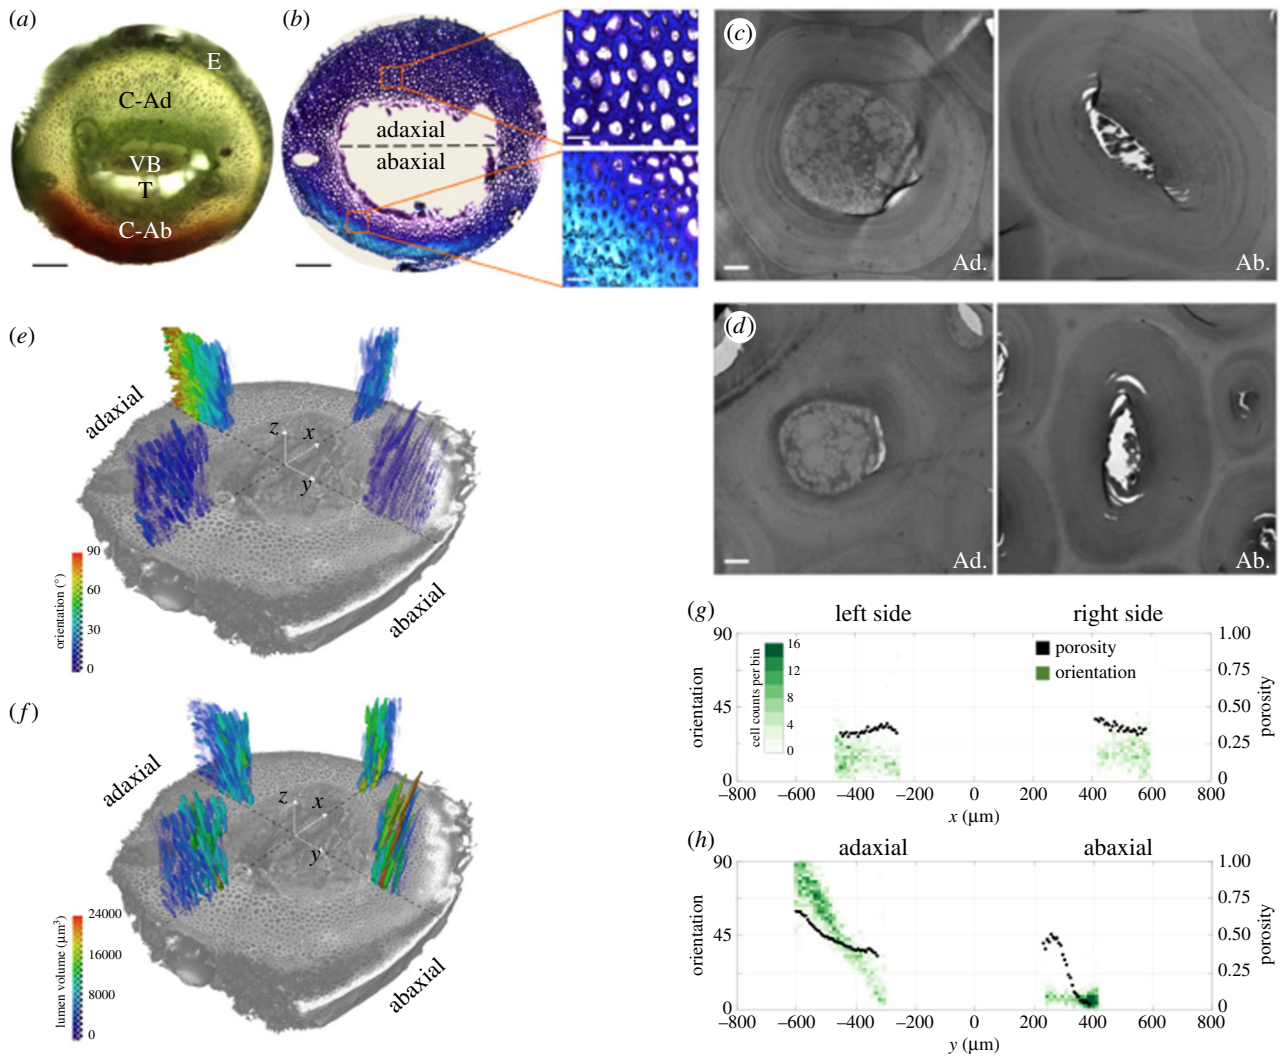 (a)
E
C-Ad
VB
T
C-Ab
(b)
adaxial
abaxial
(c)
Ad.
Ab.
(d)
Ad.
Ab.
(e)
adaxial
z
x
y
abaxial
orientation (°)
90
60
30
0
(f)
adaxial
z
x
y
abaxial
lumen volume (µm³)
24000
16000
8000
0
(g)
left side
right side
orientation
90
45
0
cell counts per bin
16
12
8
4
0
porosity
orientation
1.00
0.75
0.50
0.25
0
porosity
–800 –600 –400 –200 0 200 400 600 800
x (µm)
(h)
adaxial
abaxial
orientation
90
45
0
1.00
0.75
0.50
0.25
0
porosity
–800 –600 –400 –200 0 200 400 600 800
y (µm)